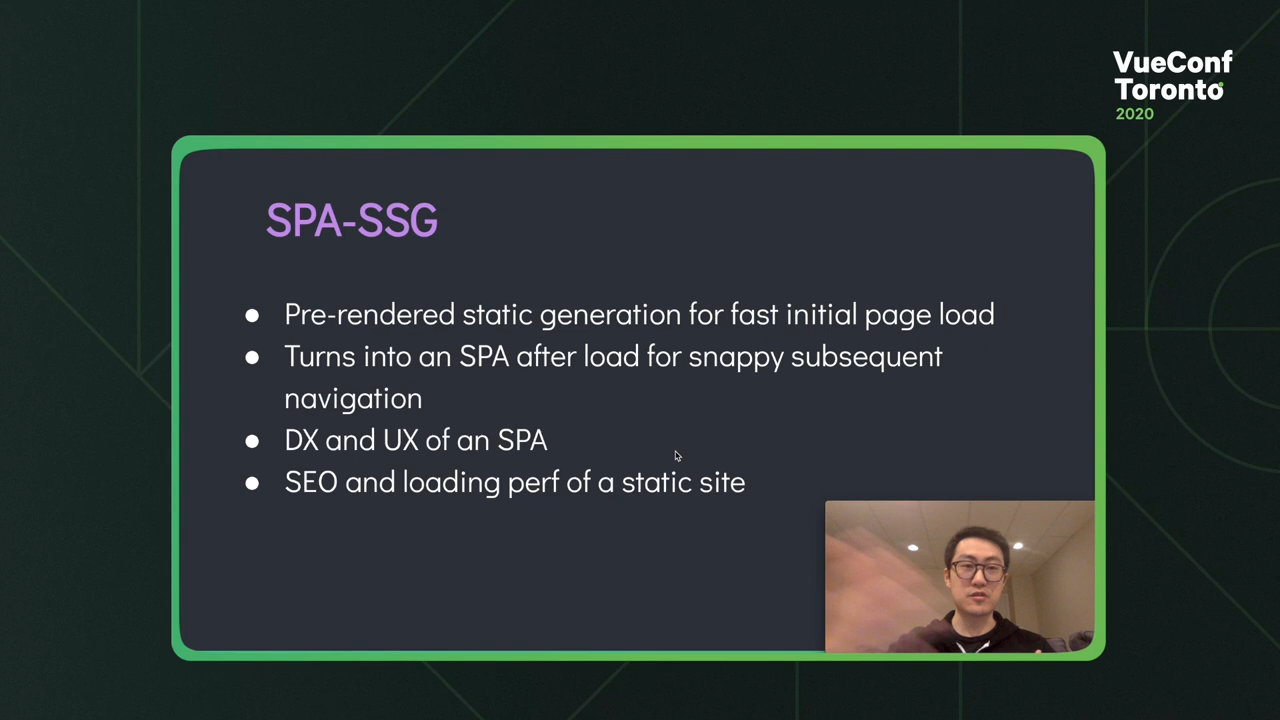 VueConf
Toronto
2020
SPA-SSG
● Pre-rendered static generation for fast initial page load
● Turns into an SPA after load for snappy subsequent
navigation
● DX and UX of an SPA
● SEO and loading perf of a static site